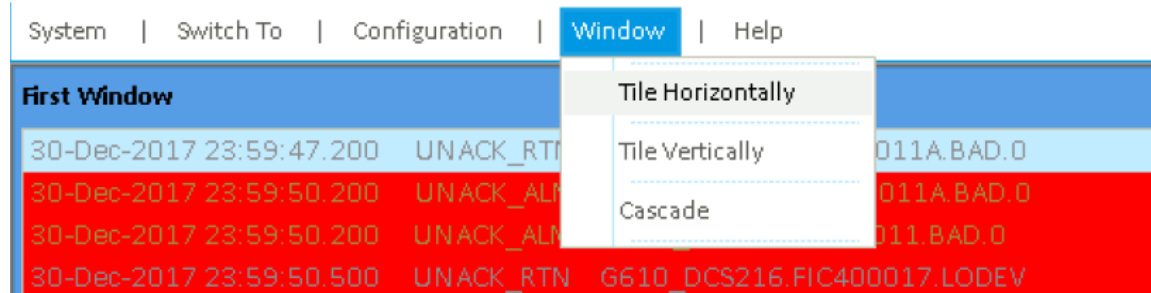 System | Switch To | Configuration | Window | Help
First Window
Tile Horizontally
30-Dec-2017 23:59:47.200 UNACK_RTN 011A.BAD.0
Tile Vertically
30-Dec-2017 23:59:50.200 UNACK_ALM 011A.BAD.0
Cascade
30-Dec-2017 23:59:50.200 UNACK_ALM 011.BAD.0
30-Dec-2017 23:59:50.500 UNACK_RTN G610_DCS216.FIC400017.LODEV